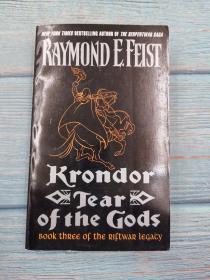 NEW YORK TIMES BESTSELLING AUTHOR OF THE SERPENTWAR SAGA
RAYMOND E. FEIST
Krondor
Tear
of the Gods
BOOK THREE OF THE RIFTWAR LEGACY